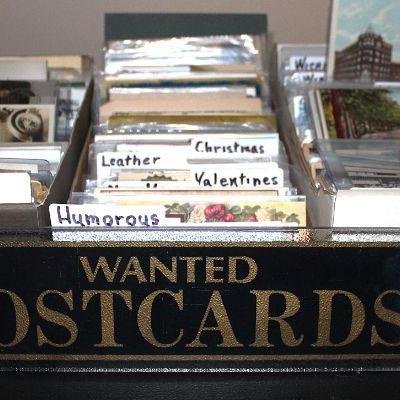 Christmas
Leather
Valentines
Humorous
WANTED
OSTCARDS